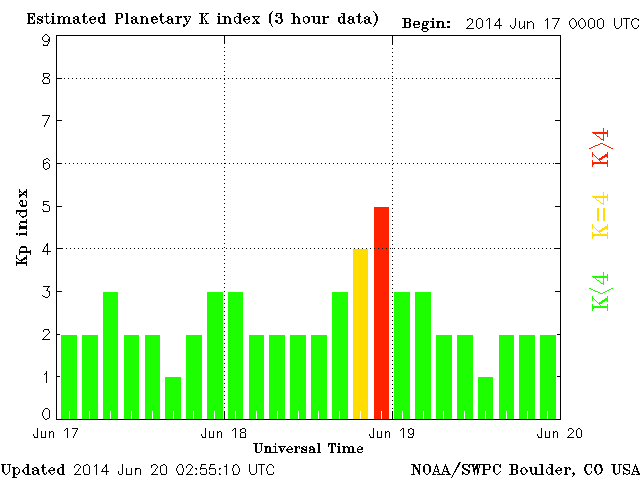 Estimated Planetary K index (3 hour data) Begin: 2014 Jun 17 0000 UTC
9
8
7
6
5
4
3
2
1
0
Kp index
K>4
K=4
K<4
Jun 17 Jun 18 Jun 19 Jun 20
Universal Time
Updated 2014 Jun 20 02:55:10 UTC NOAA/SWPC Boulder, CO USA